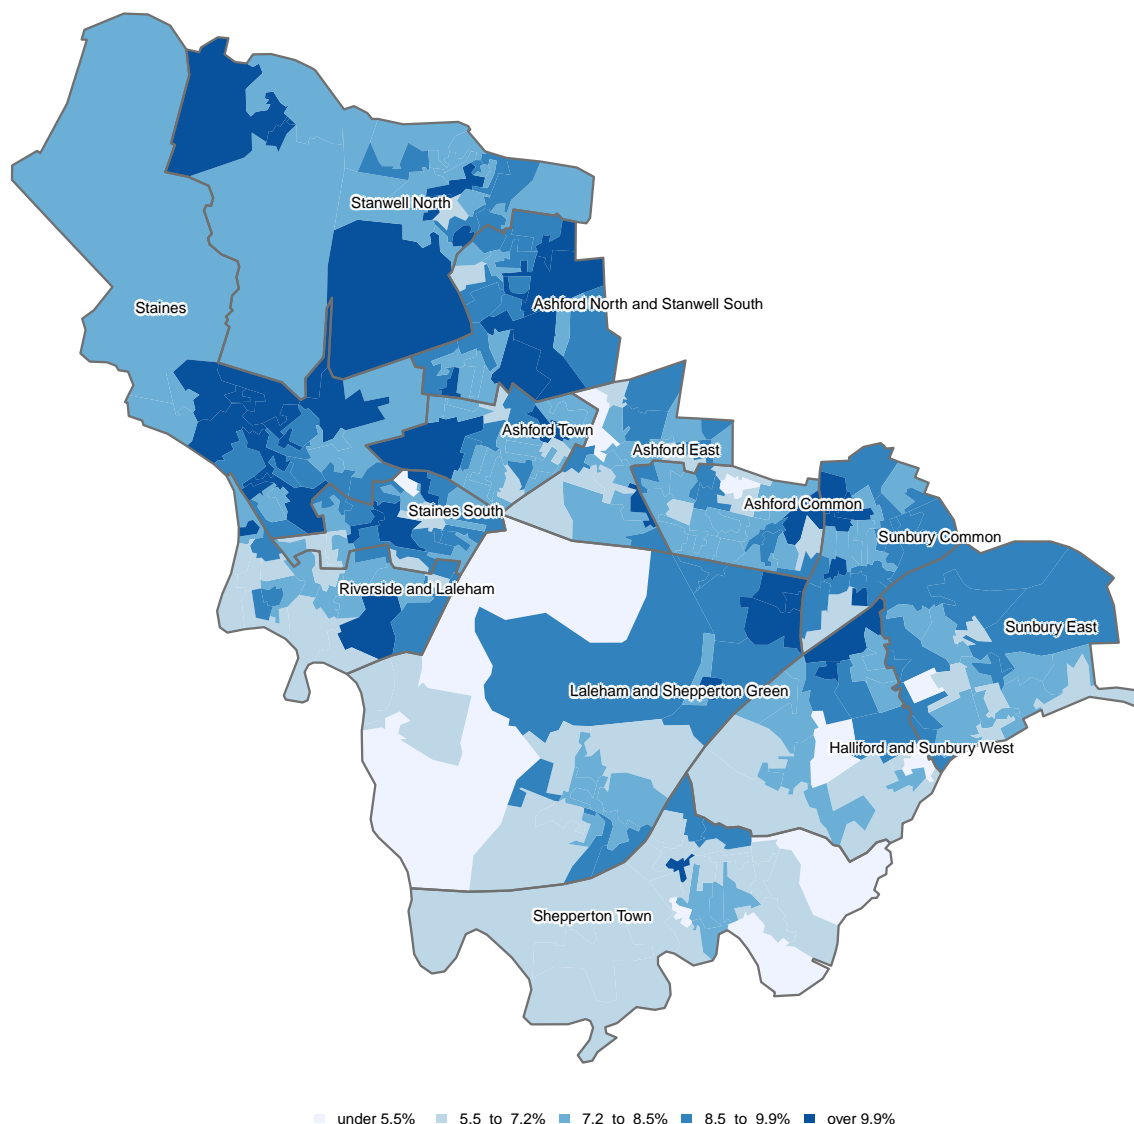 Stanwell North
Staines
Ashford North and Stanwell South
Ashford Town
Ashford East
Ashford Common
Staines South
Sunbury Common
Riverside and Laleham
Sunbury East
Laleham and Shepperton Green
Halliford and Sunbury West
Shepperton Town
under 5.5% 5.5 to 7.2% 7.2 to 8.5% 8.5 to 9.9% over 9.9%